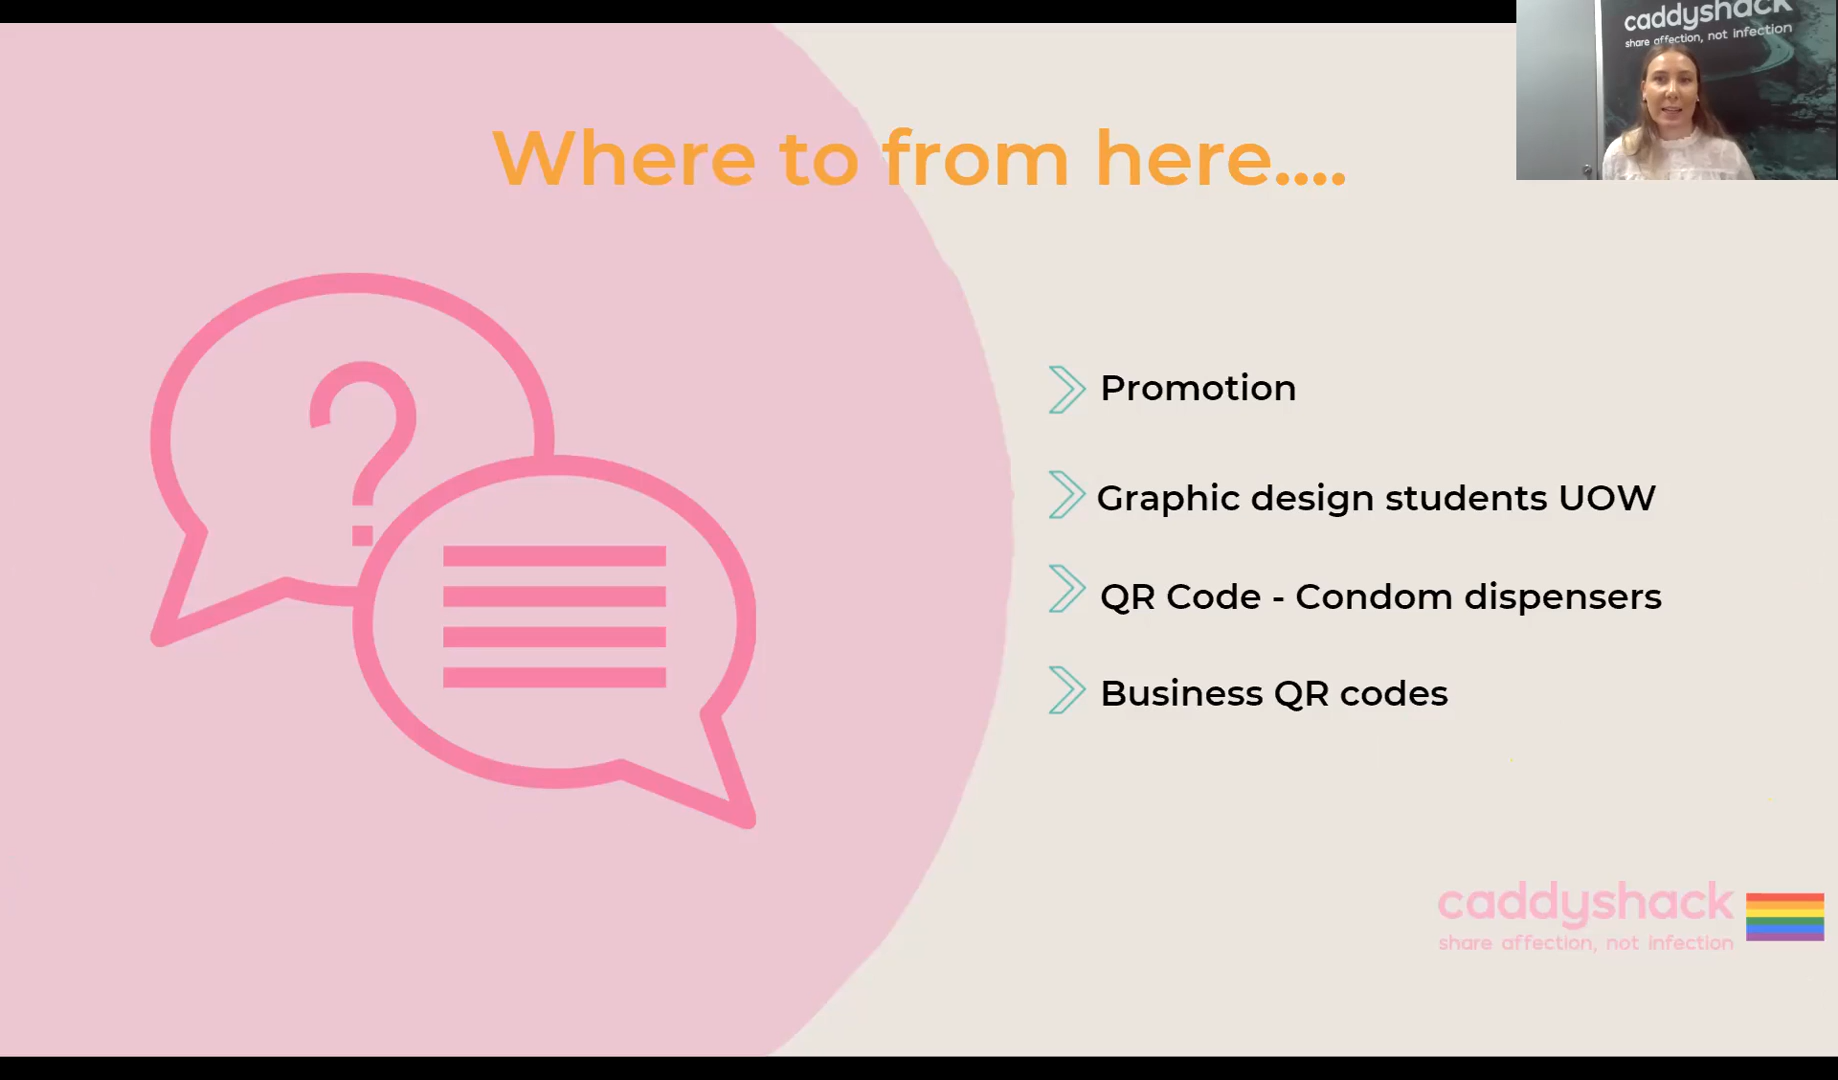 caddyshack
share affection, not infection
Where to from here....
?
Promotion
Graphic design students UOW
QR Code - Condom dispensers
Business QR codes
caddyshack
share affection, not infection